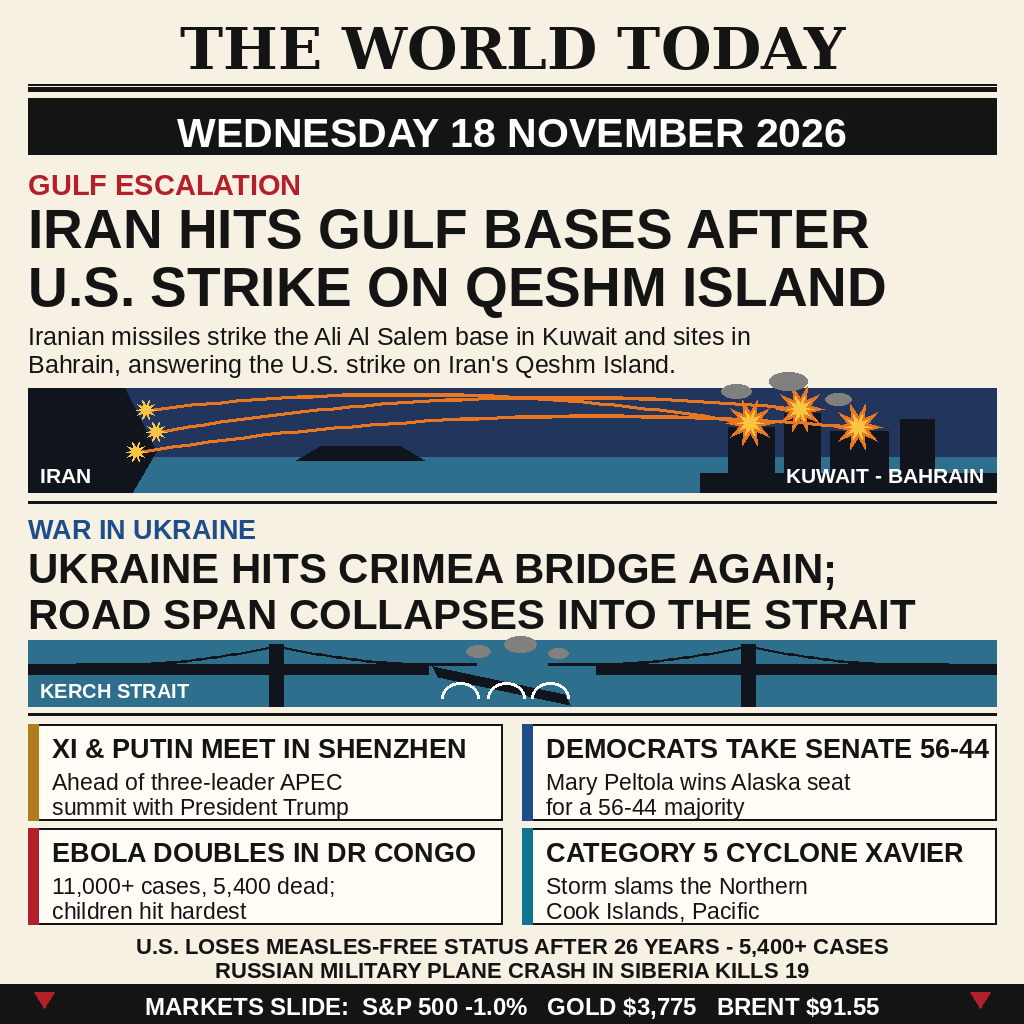 THE WORLD TODAY
WEDNESDAY 18 NOVEMBER 2026
GULF ESCALATION
IRAN HITS GULF BASES AFTER
U.S. STRIKE ON QESHM ISLAND
Iranian missiles strike the Ali Al Salem base in Kuwait and sites in
Bahrain, answering the U.S. strike on Iran's Qeshm Island.
IRAN
KUWAIT - BAHRAIN
WAR IN UKRAINE
UKRAINE HITS CRIMEA BRIDGE AGAIN;
ROAD SPAN COLLAPSES INTO THE STRAIT
KERCH STRAIT
XI & PUTIN MEET IN SHENZHEN
Ahead of three-leader APEC
summit with President Trump
DEMOCRATS TAKE SENATE 56-44
Mary Peltola wins Alaska seat
for a 56-44 majority
EBOLA DOUBLES IN DR CONGO
11,000+ cases, 5,400 dead;
children hit hardest
CATEGORY 5 CYCLONE XAVIER
Storm slams the Northern
Cook Islands, Pacific
U.S. LOSES MEASLES-FREE STATUS AFTER 26 YEARS - 5,400+ CASES
RUSSIAN MILITARY PLANE CRASH IN SIBERIA KILLS 19
MARKETS SLIDE: S&P 500 -1.0% GOLD $3,775 BRENT $91.55